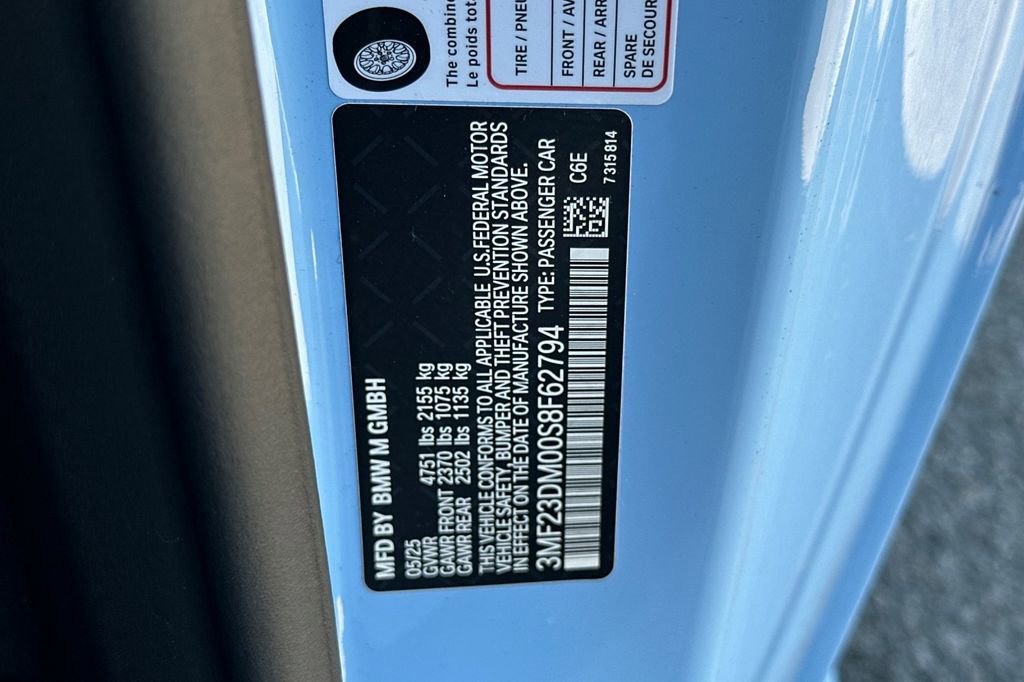 The combine
Le poids tota
TIRE / PNEU
FRONT / AV
REAR / ARR
SPARE
DE SECOUR
MFD BY BMW M GMBH
05/25
GVWR 4751 lbs 2155 kg
GAWR FRONT 2370 lbs 1075 kg
GAWR REAR 2502 lbs 1135 kg
THIS VEHICLE CONFORMS TO ALL APPLICABLE U.S.FEDERAL MOTOR
VEHICLE SAFETY, BUMPER AND THEFT PREVENTION STANDARDS
IN EFFECT ON THE DATE OF MANUFACTURE SHOWN ABOVE.
3MF23DM00S8F62794 TYPE: PASSENGER CAR
C6E
7315814